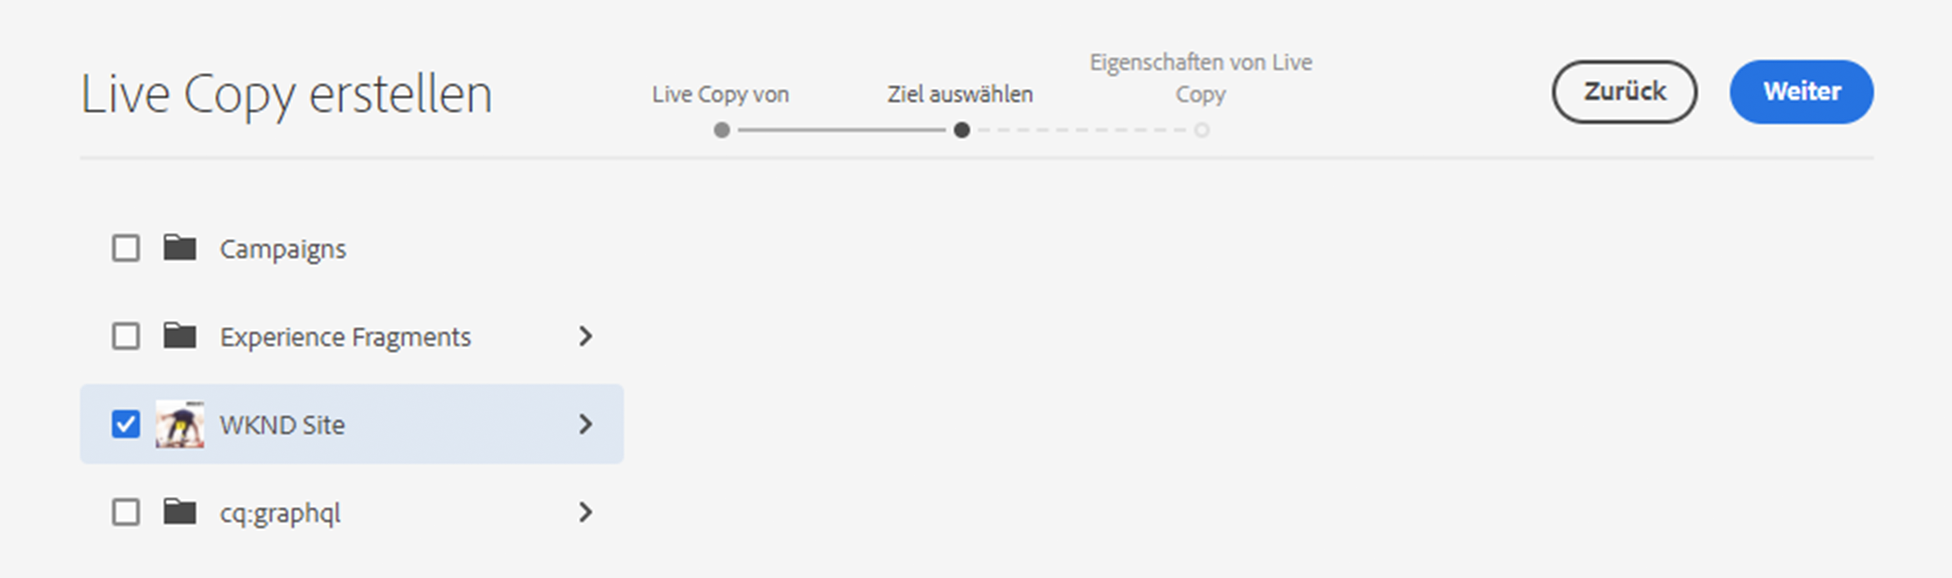 Live Copy erstellen
Live Copy von
Ziel auswählen
Eigenschaften von Live
Copy
Zurück
Weiter
Campaigns
Experience Fragments
WKND Site
cq:graphql